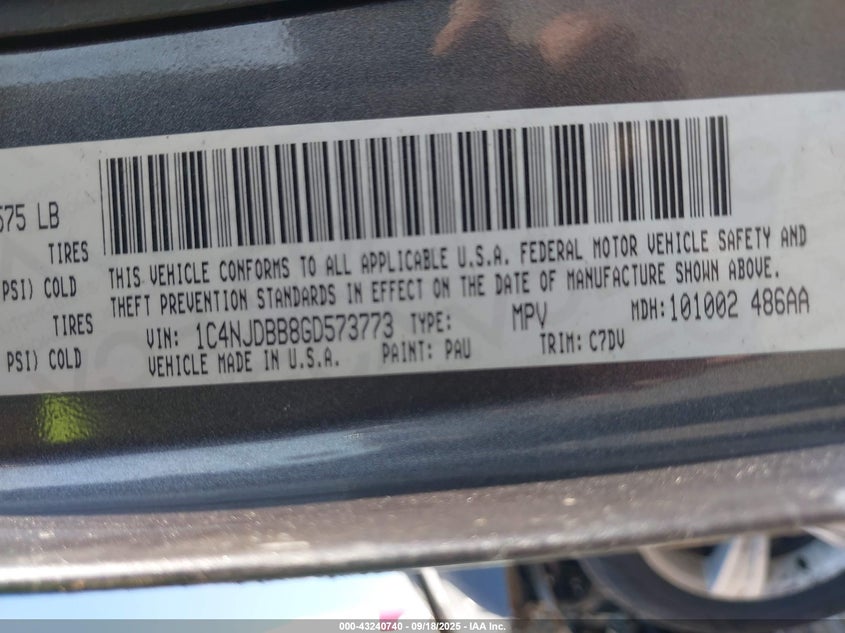 575 LB
TIRES
PSI) COLD
TIRES
PSI) COLD
THIS VEHICLE CONFORMS TO ALL APPLICABLE U.S.A. FEDERAL MOTOR VEHICLE SAFETY AND
THEFT PREVENTION STANDARDS IN EFFECT ON THE DATE OF MANUFACTURE SHOWN ABOVE.
VIN: 1C4NJDBB8GD573773 TYPE: MPV MDH:101002 486AA
VEHICLE MADE IN U.S.A. PAINT: PAU TRIM: C7DV
000-43240740 - 09/18/2025 - IAA Inc.